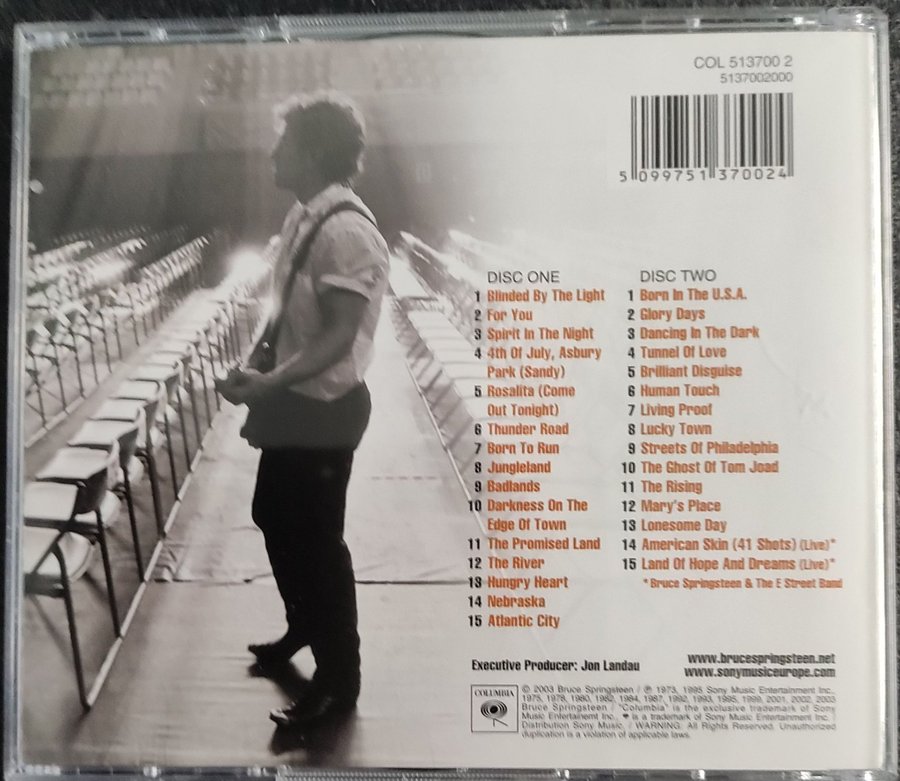 COL 513700 2
5137002000
5 099751 370024
DISC ONE
1 Blinded By The Light
2 For You
3 Spirit In The Night
4 4th Of July, Asbury
Park (Sandy)
5 Rosalita (Come
Out Tonight)
6 Thunder Road
7 Born To Run
8 Jungleland
9 Badlands
10 Darkness On The
Edge Of Town
11 The Promised Land
12 The River
13 Hungry Heart
14 Nebraska
15 Atlantic City
DISC TWO
1 Born In The U.S.A.
2 Glory Days
3 Dancing In The Dark
4 Tunnel Of Love
5 Brilliant Disguise
6 Human Touch
7 Living Proof
8 Lucky Town
9 Streets Of Philadelphia
10 The Ghost Of Tom Joad
11 The Rising
12 Mary's Place
13 Lonesome Day
14 American Skin (41 Shots) (Live)*
15 Land Of Hope And Dreams (Live)*
* Bruce Springsteen & The E Street Band
Executive Producer: Jon Landau
www.brucespringsteen.net
www.sonymusiceurope.com
COLUMBIA
© 2003 Bruce Springsteen / ℗ 1973, 1995 Sony Music Entertainment Inc.,
1975, 1978, 1980, 1982, 1984, 1987, 1992, 1993, 1995, 1999, 2001, 2002, 2003
Bruce Springsteen / "Columbia" is the exclusive trademark of Sony
Music Entertainment Inc., is a trademark of Sony Music Entertainment Inc. /
Distribution Sony Music. / WARNING: All Rights Reserved. Unauthorized
duplication is a violation of applicable laws.